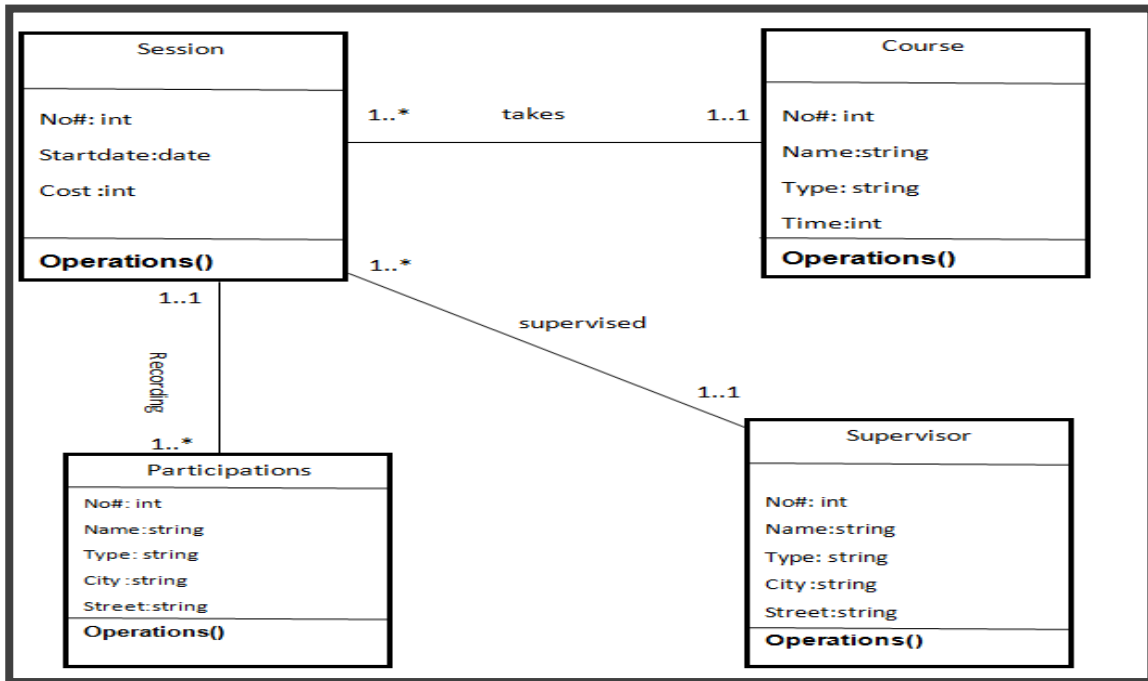 Session
No#: int
Startdate:date
Cost :int
Operations()
1..*
takes
1..1
Course
No#: int
Name:string
Type: string
Time:int
Operations()
1..*
supervised
1..1
1..1
Recording
1..*
Participations
No#: int
Name:string
Type: string
City :string
Street:string
Operations()
Supervisor
No#: int
Name:string
Type: string
City :string
Street:string
Operations()